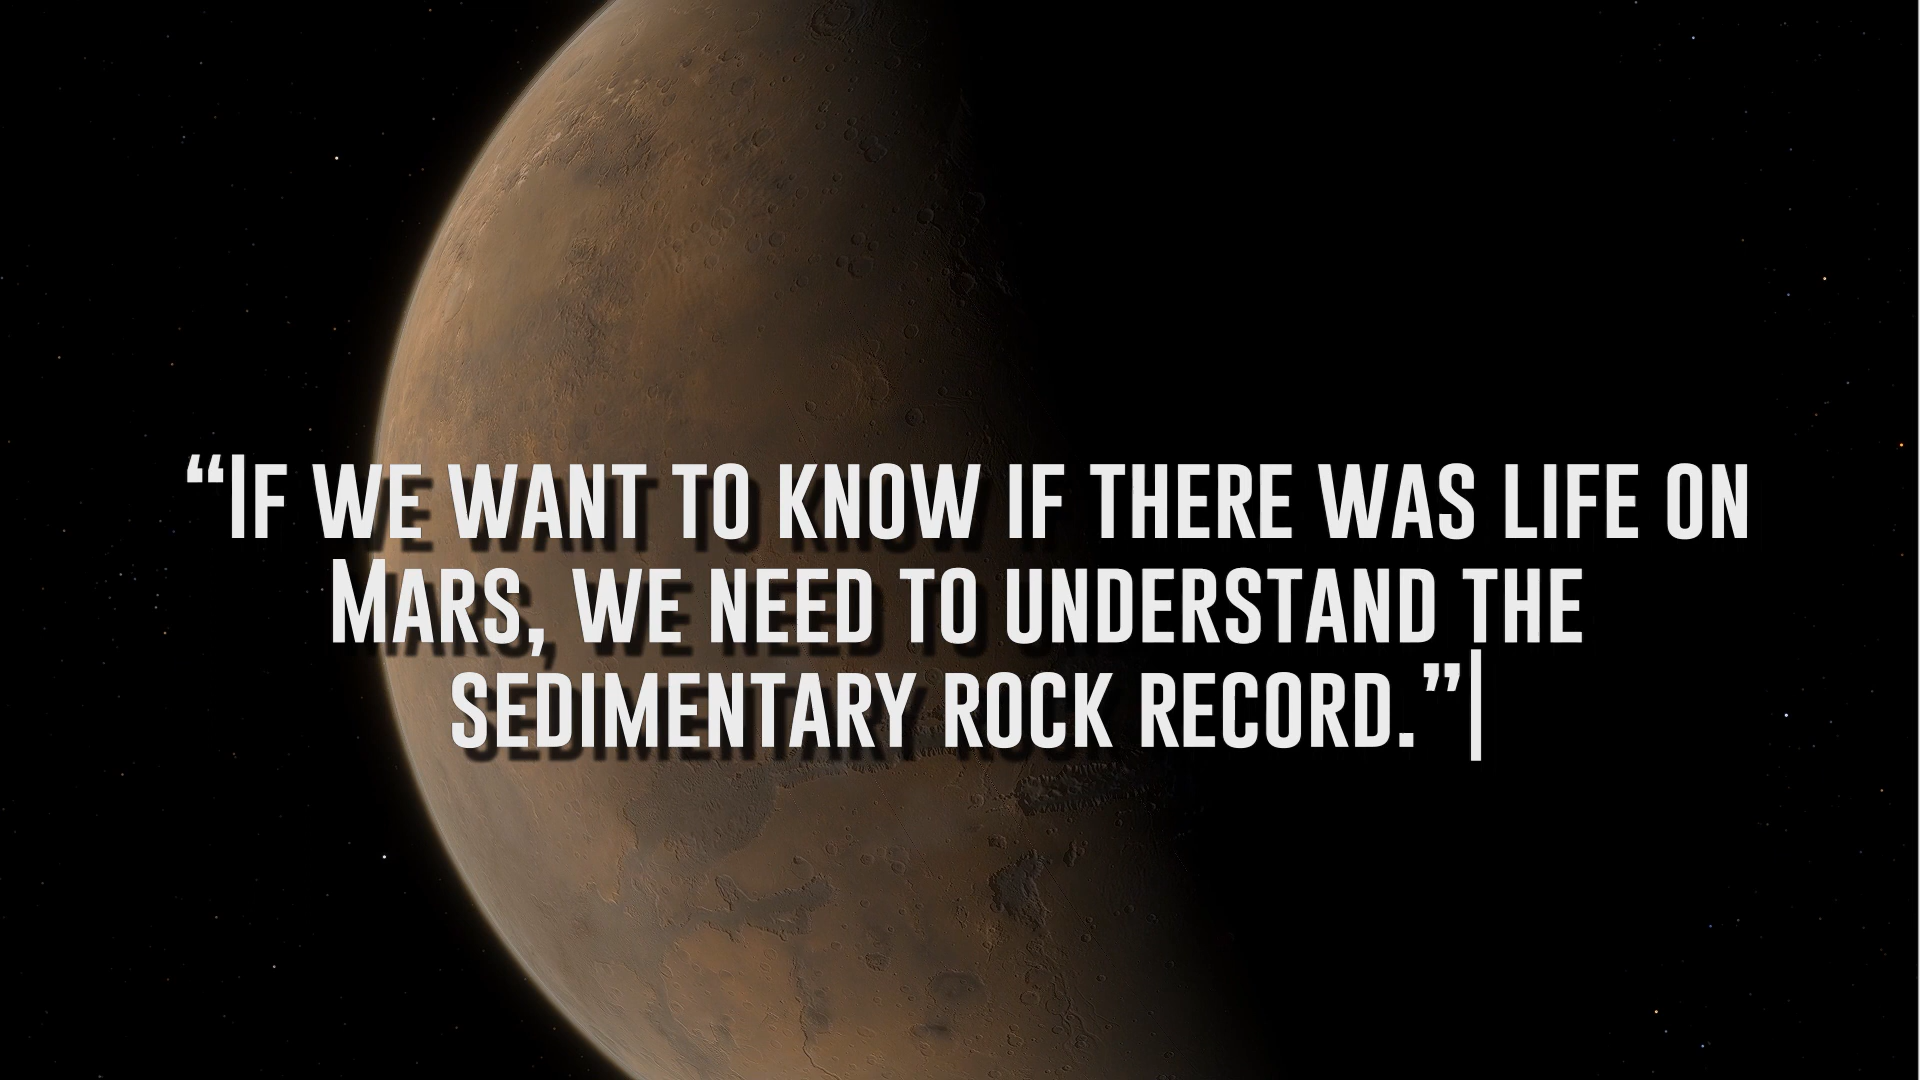 “If we want to know if there was life on
Mars, we need to understand the
sedimentary rock record.”|